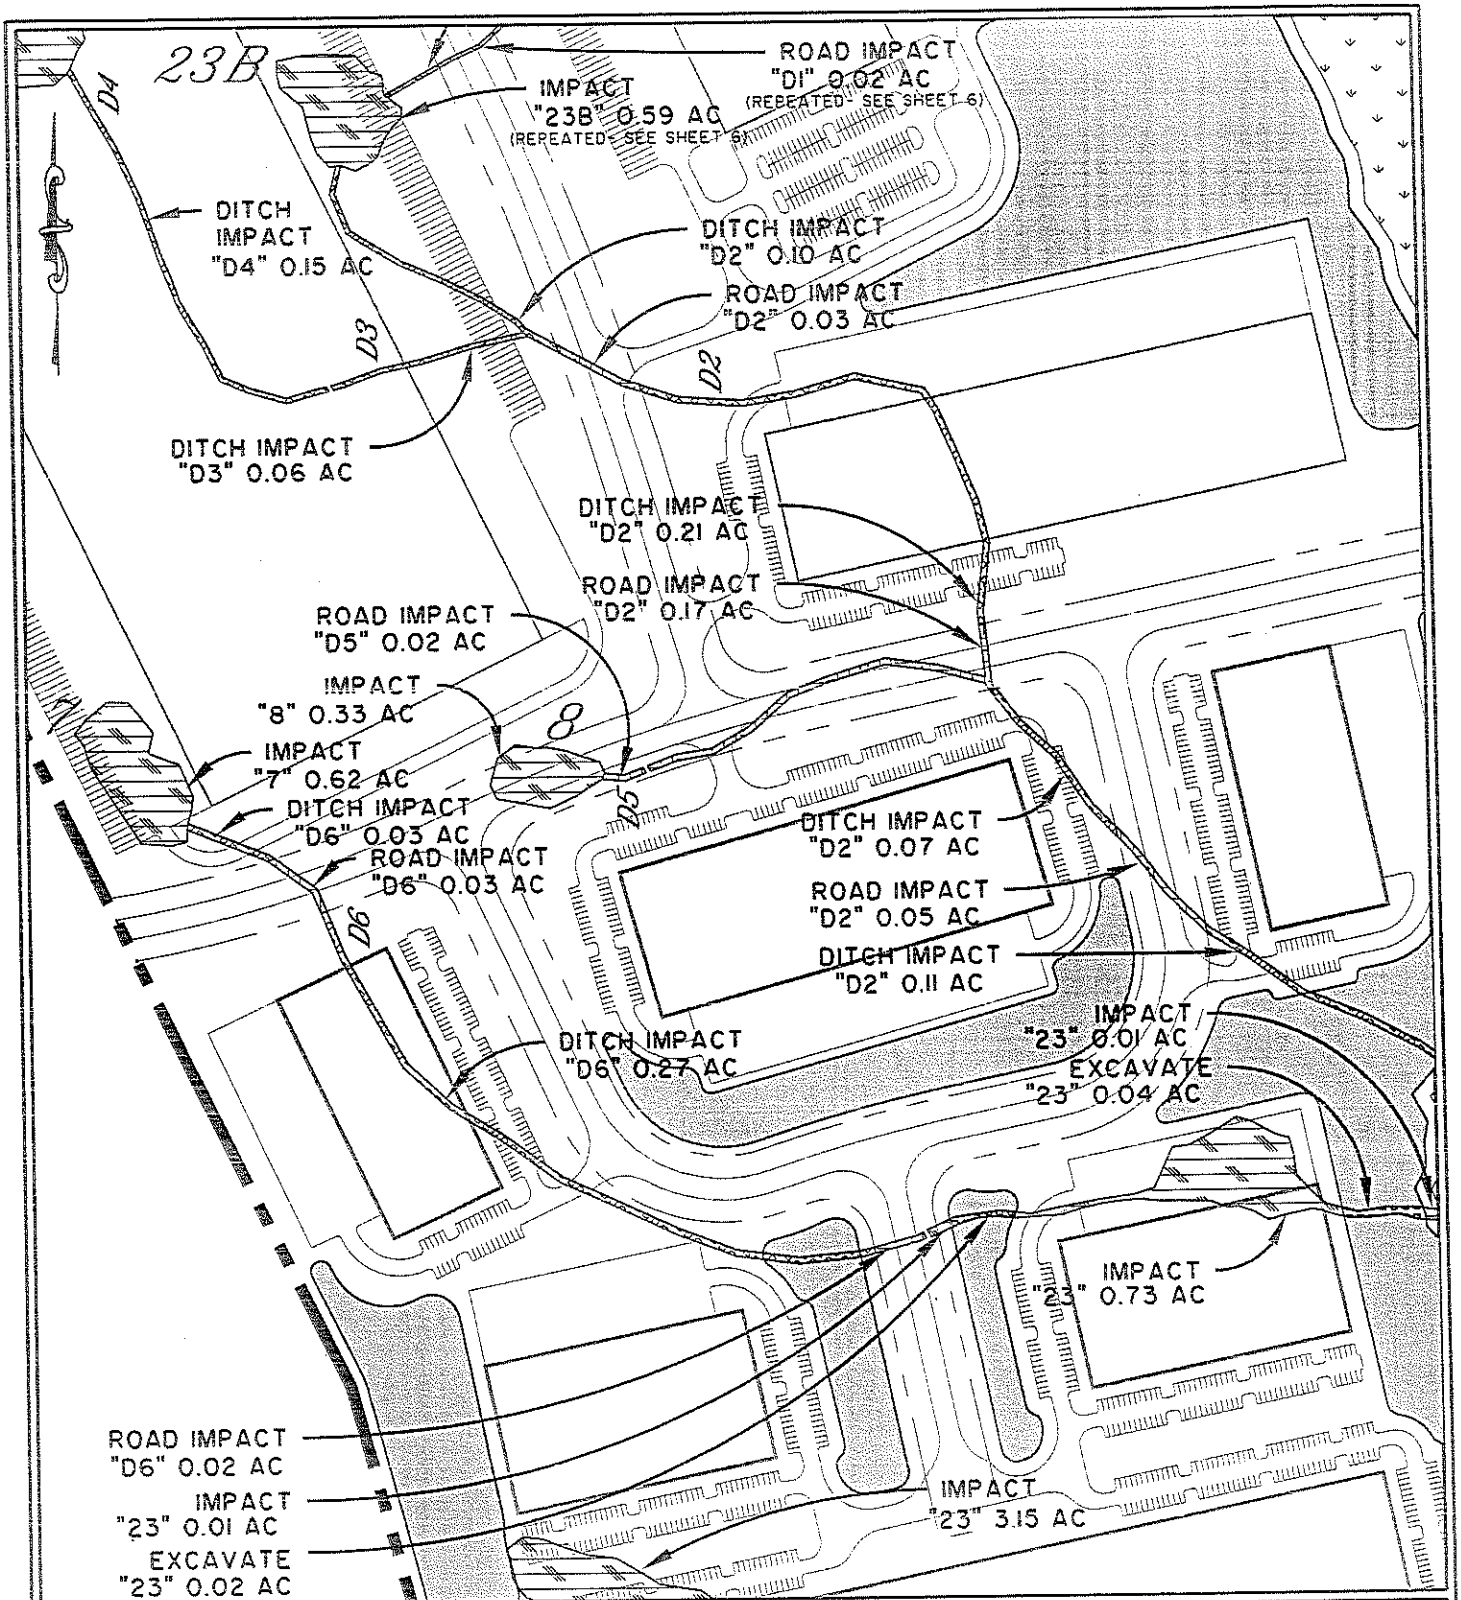 23B
D4
ROAD IMPACT
"D1" 0.02 AC
(REPEATED- SEE SHEET 6)
IMPACT
"23B" 0.59 AC
(REPEATED- SEE SHEET 6)
DITCH
IMPACT
"D4" 0.15 AC
DITCH IMPACT
"D2" 0.10 AC
ROAD IMPACT
"D2" 0.03 AC
D3
D2
DITCH IMPACT
"D3" 0.06 AC
DITCH IMPACT
"D2" 0.21 AC
ROAD IMPACT
"D2" 0.17 AC
ROAD IMPACT
"D5" 0.02 AC
IMPACT
"8" 0.33 AC
8
7
IMPACT
"7" 0.62 AC
DITCH IMPACT
"D6" 0.03 AC
ROAD IMPACT
"D6" 0.03 AC
D5
D6
DITCH IMPACT
"D2" 0.07 AC
ROAD IMPACT
"D2" 0.05 AC
DITCH IMPACT
"D2" 0.11 AC
IMPACT
"23" 0.01 AC
EXCAVATE
"23" 0.04 AC
DITCH IMPACT
"D6" 0.27 AC
IMPACT
"23" 0.73 AC
ROAD IMPACT
"D6" 0.02 AC
IMPACT
"23" 0.01 AC
EXCAVATE
"23" 0.02 AC
IMPACT
"23" 3.15 AC